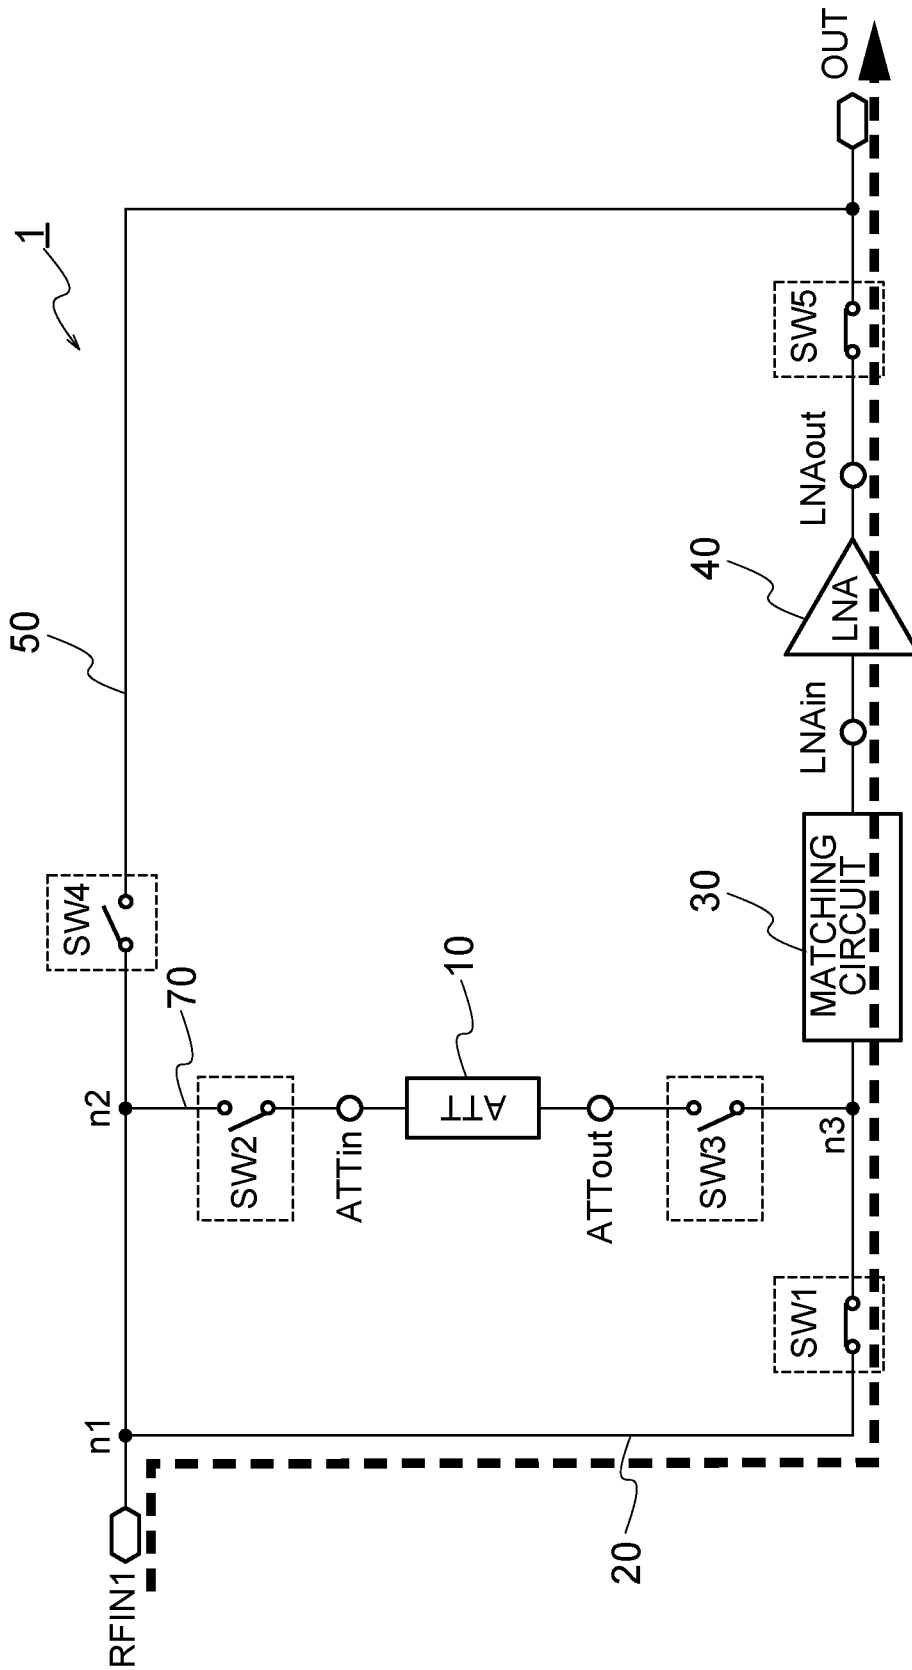 1
50
SW4
70
n2
n1
RFIN1
SW2
ATTin
10
ATT
ATTout
SW3
n3
20
SW1
30
MATCHING
CIRCUIT
LNAin
40
LNA
LNAout
SW5
OUT